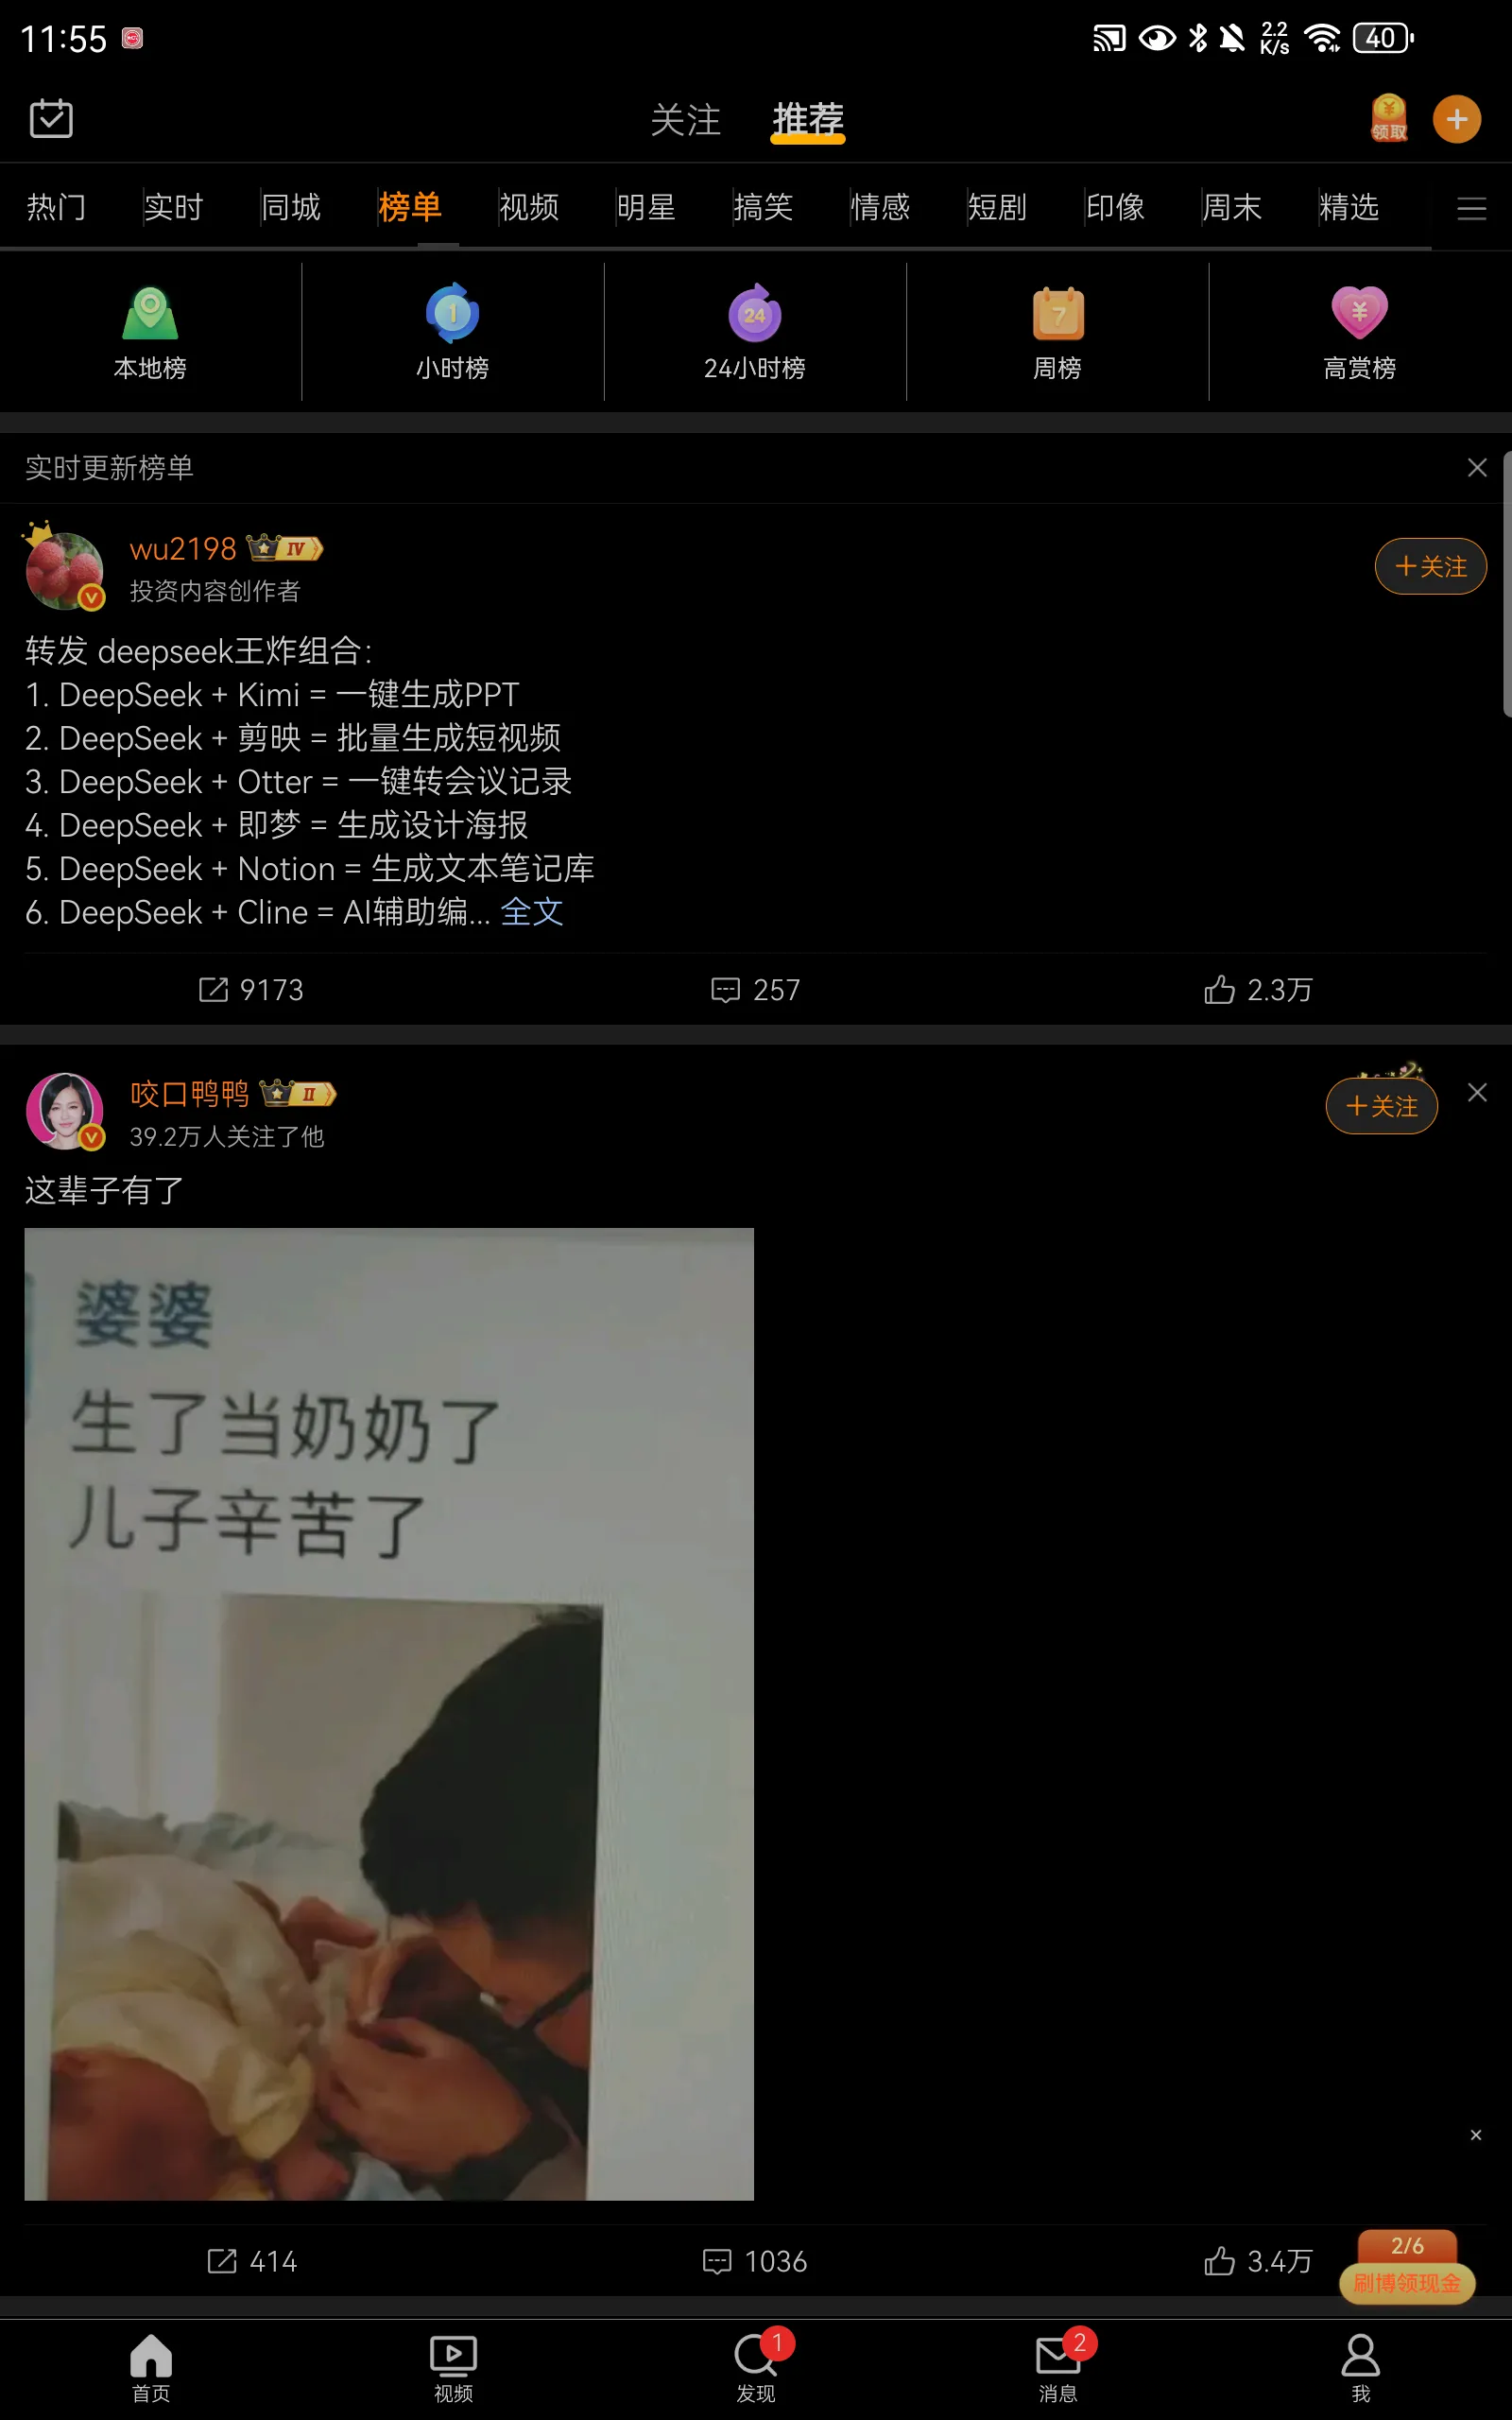 11:55
2.2
K/s
40
关注
推荐
领取
热门
实时
同城
榜单
视频
明星
搞笑
情感
短剧
印像
周末
精选
1
24
7
¥
本地榜
小时榜
24小时榜
周榜
高赏榜
实时更新榜单
wu2198
IV
投资内容创作者
+关注
转发 deepseek王炸组合：
1. DeepSeek + Kimi = 一键生成PPT
2. DeepSeek + 剪映 = 批量生成短视频
3. DeepSeek + Otter = 一键转会议记录
4. DeepSeek + 即梦 = 生成设计海报
5. DeepSeek + Notion = 生成文本笔记库
6. DeepSeek + Cline = AI辅助编... 全文
9173
257
2.3万
咬口鸭鸭
II
39.2万人关注了他
+关注
这辈子有了
婆婆
生了当奶奶了
儿子辛苦了
414
1036
3.4万
2/6
刷博领现金
1
2
首页
视频
发现
消息
我